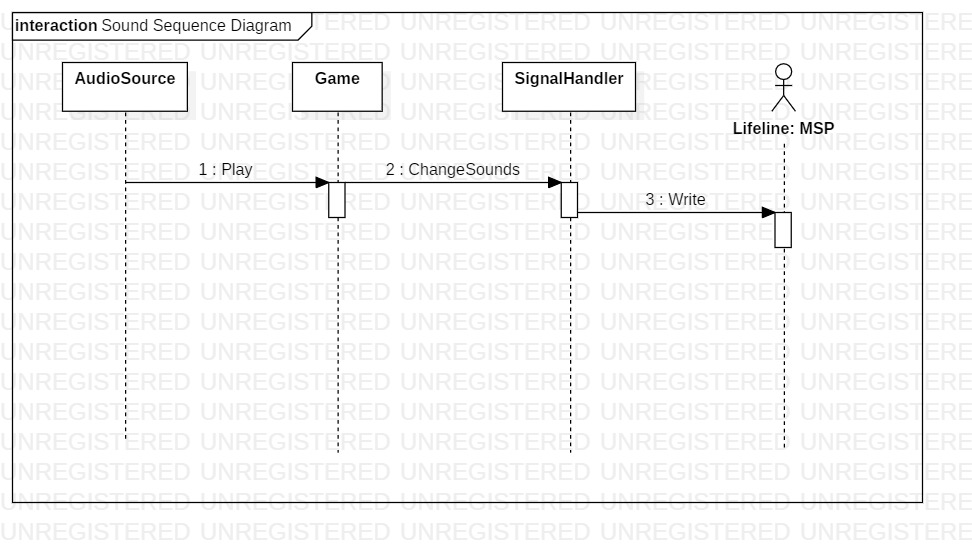 interaction Sound Sequence Diagram
AudioSource
Game
SignalHandler
Lifeline: MSP
1 : Play
2 : ChangeSounds
3 : Write
UNREGISTERED UNREGISTERED UNREGISTERED UNREGISTERED UNREGISTERED